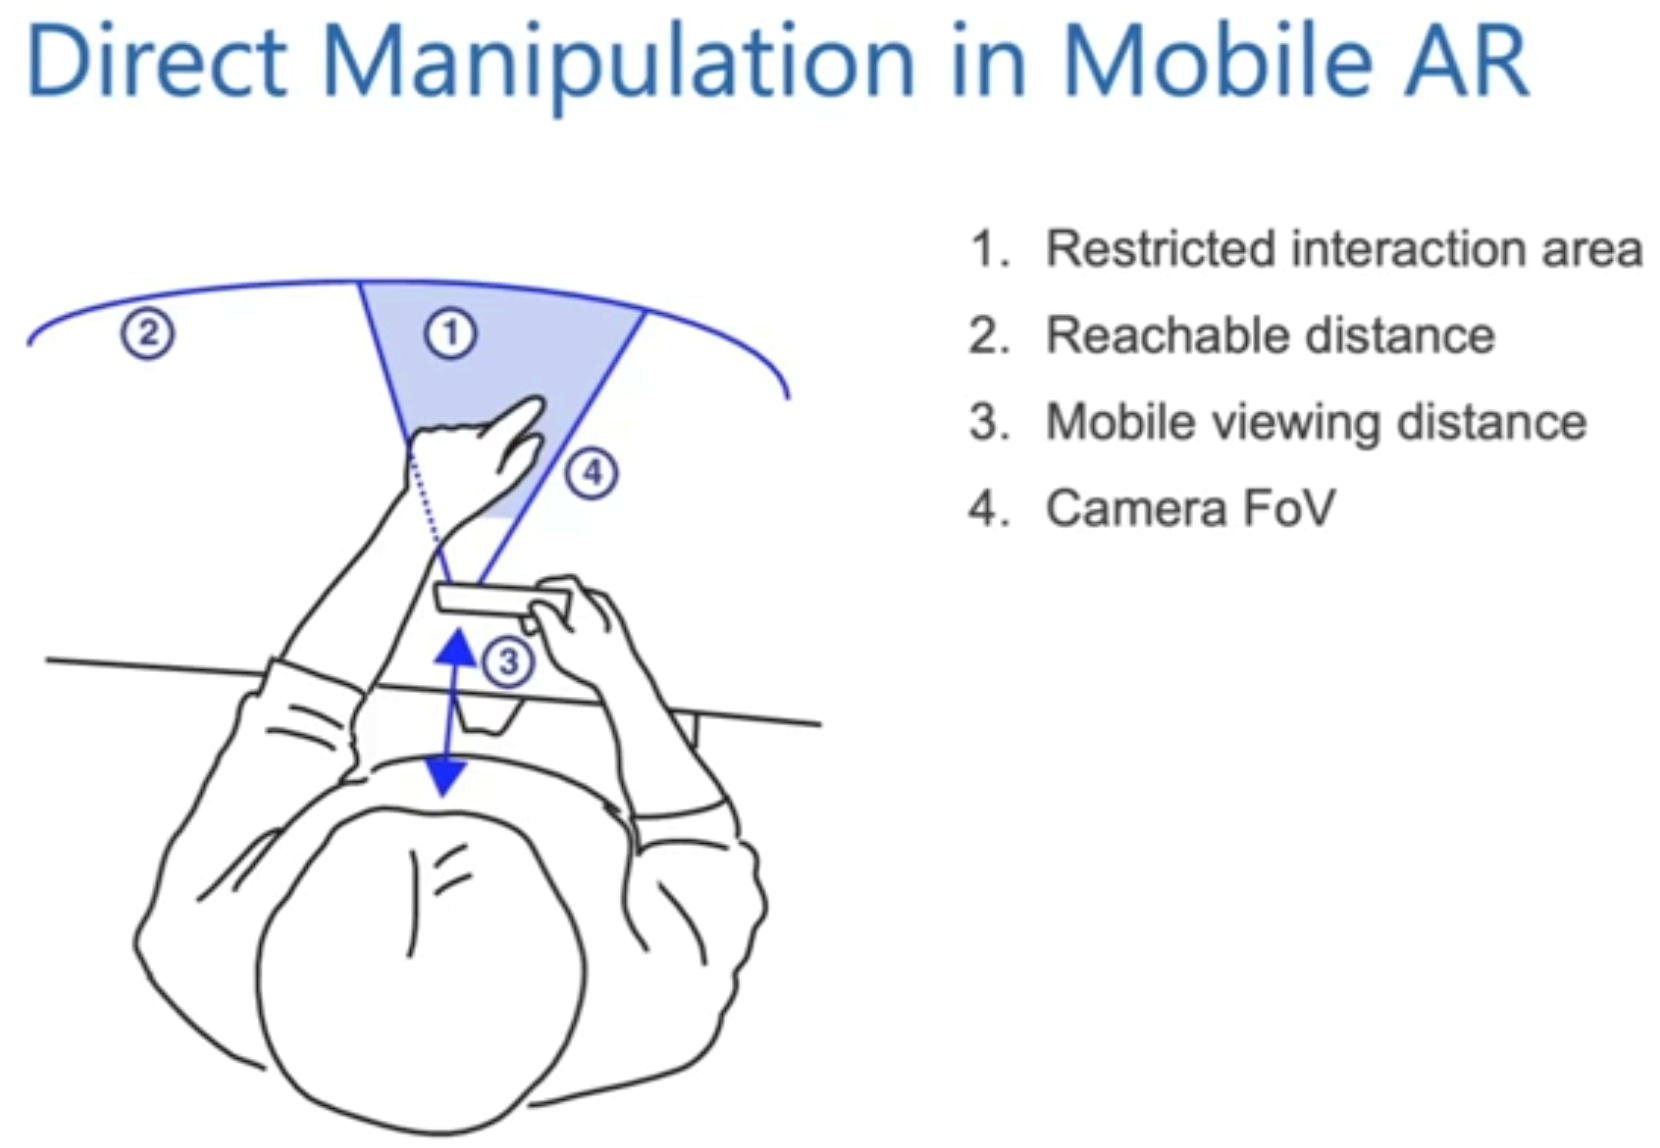 Direct Manipulation in Mobile AR
1. Restricted interaction area
2. Reachable distance
3. Mobile viewing distance
4. Camera FoV
2
1
4
3